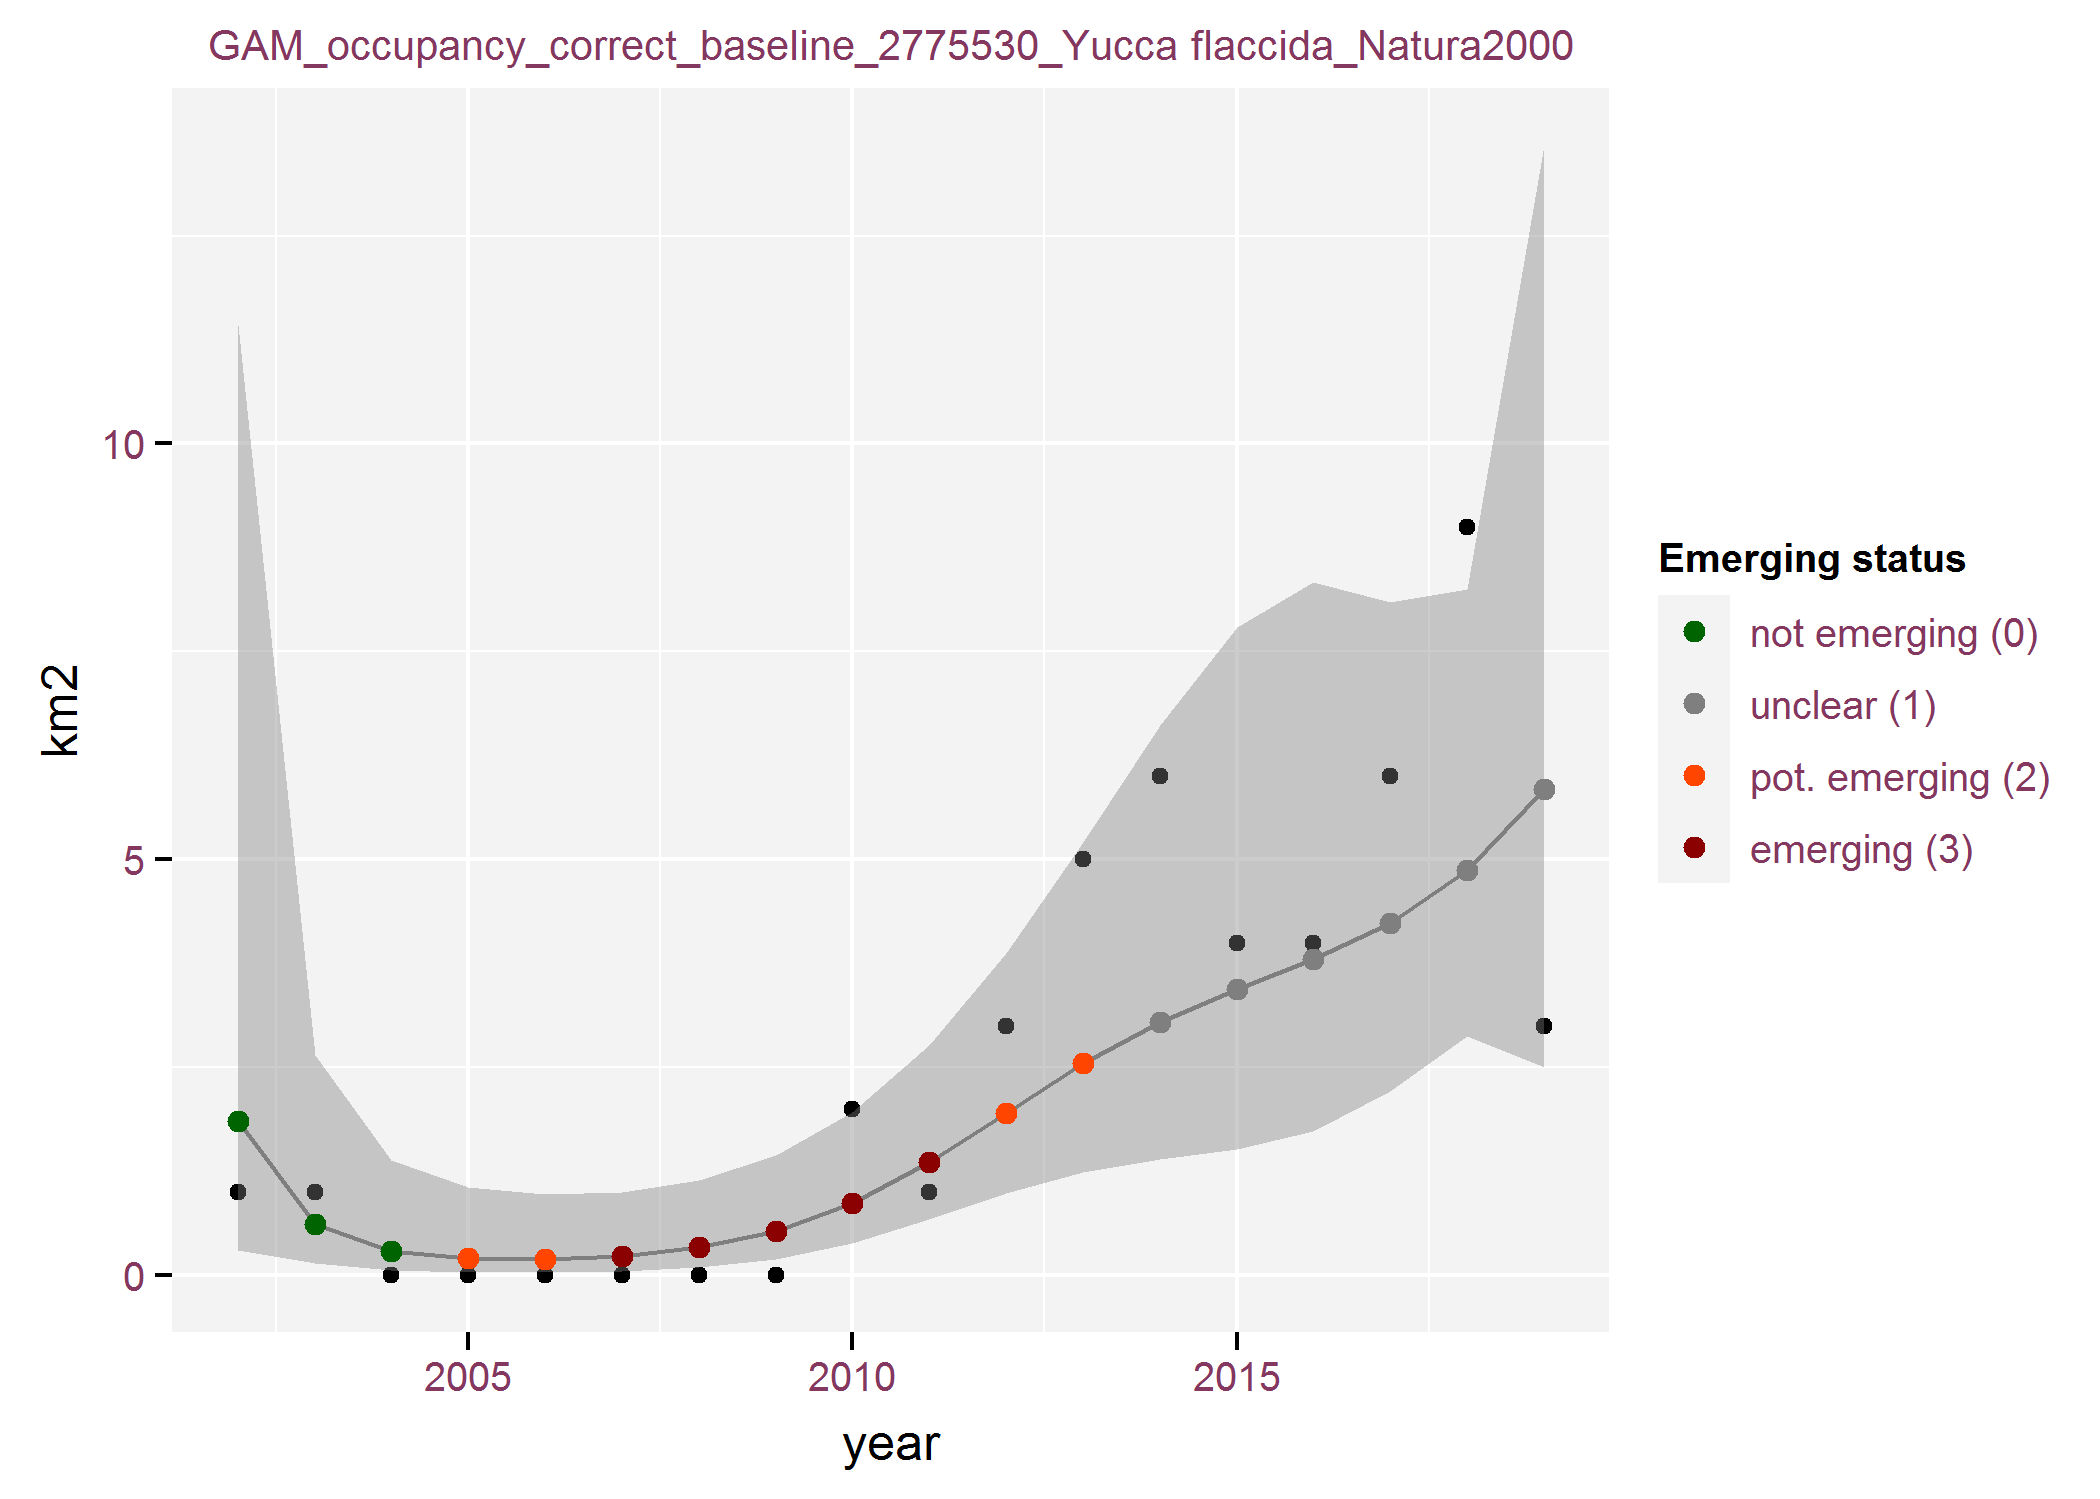 GAM_occupancy_correct_baseline_2775530_Yucca flaccida_Natura2000
km2
10
5
0
2005
2010
2015
year
Emerging status
not emerging (0)
unclear (1)
pot. emerging (2)
emerging (3)